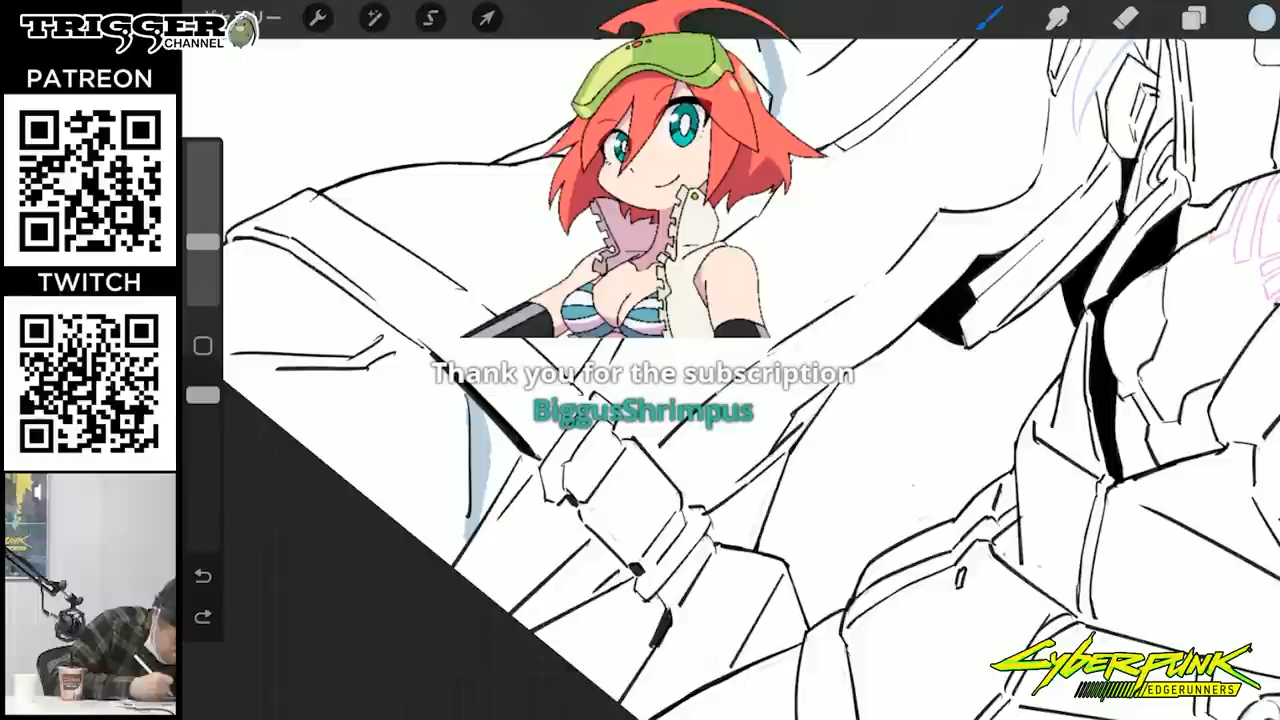 TRIGGER
CHANNEL
PATREON
TWITCH
Thank you for the subscription
BiggusShrimpus
CYBERPUNK
EDGERUNNERS